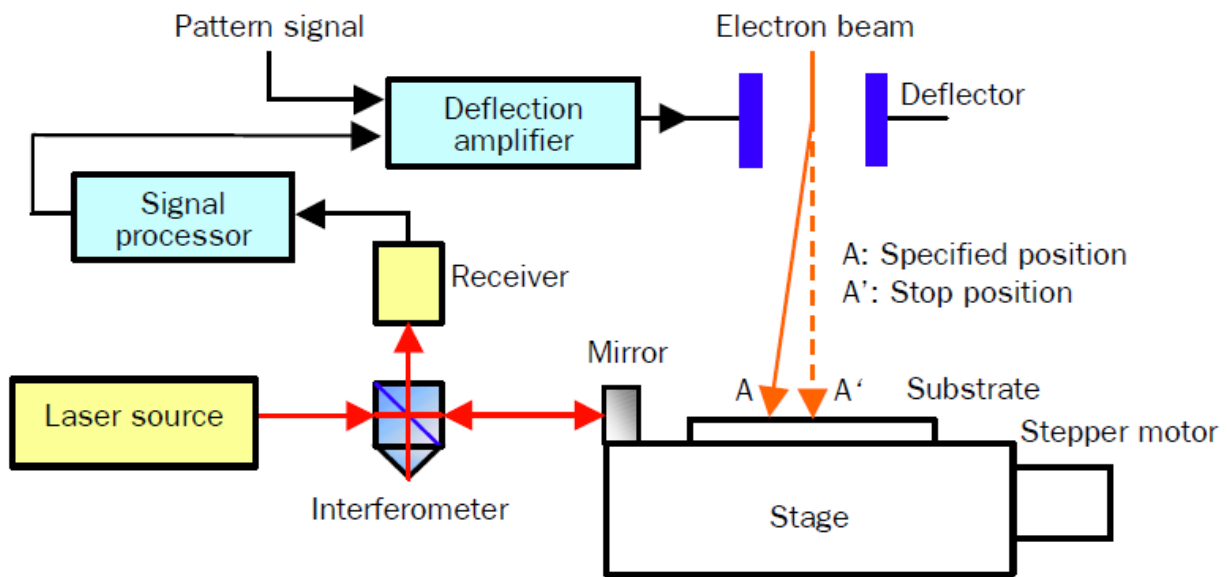 Pattern signal
Electron beam
Deflection
amplifier
Deflector
Signal
processor
Receiver
A: Specified position
A’: Stop position
Mirror
Laser source
A
A‘
Substrate
Stepper motor
Interferometer
Stage